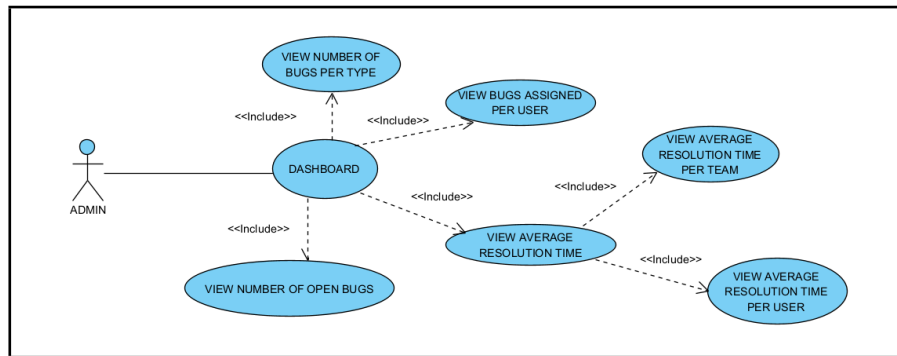 VIEW NUMBER OF
BUGS PER TYPE
VIEW BUGS ASSIGNED
PER USER
<<Include>>
<<Include>>
VIEW AVERAGE
RESOLUTION TIME
PER TEAM
DASHBOARD
<<Include>>
ADMIN
<<Include>>
<<Include>>
VIEW AVERAGE
RESOLUTION TIME
<<Include>>
VIEW NUMBER OF OPEN BUGS
VIEW AVERAGE
RESOLUTION TIME
PER USER